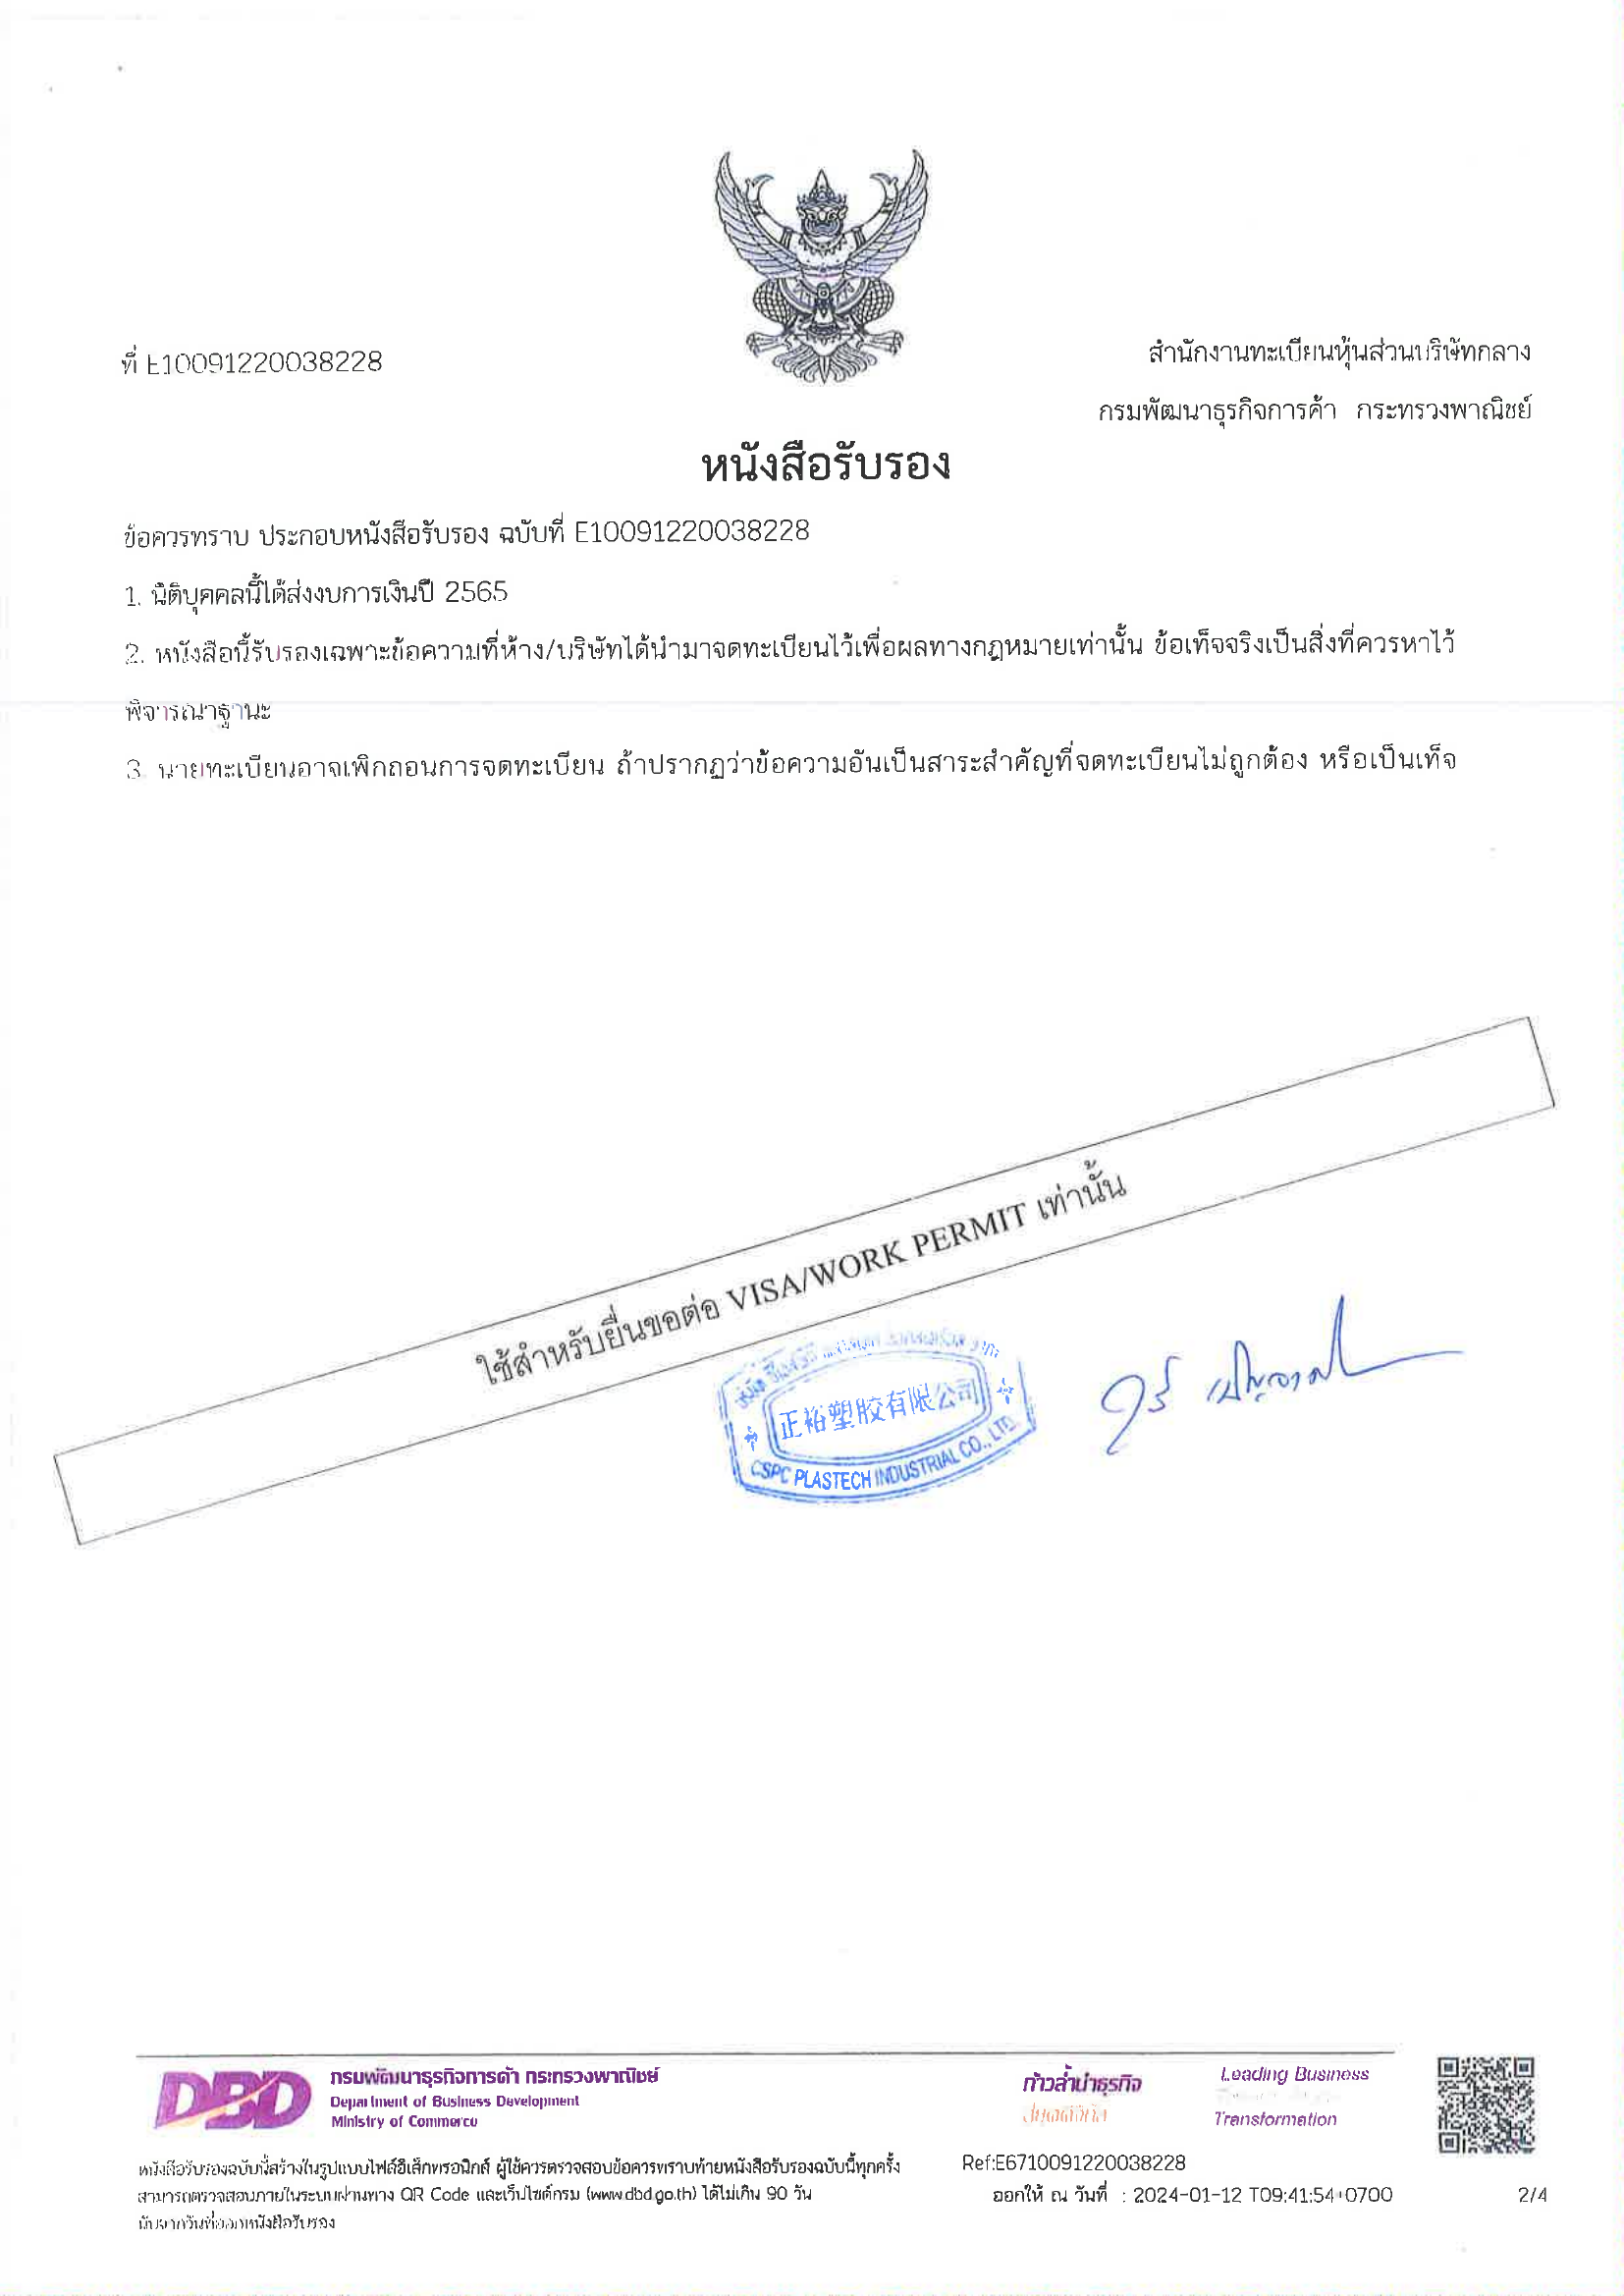 ที่ E10091220038228
สำนักงานทะเบียนหุ้นส่วนบริษัทกลาง
กรมพัฒนาธุรกิจการค้า กระทรวงพาณิชย์
หนังสือรับรอง
ข้อควรทราบ ประกอบหนังสือรับรอง ฉบับที่ E10091220038228
1. นิติบุคคลนี้ได้ส่งงบการเงินปี 2565
2. หนังสือนี้รับรองเฉพาะข้อความที่ห้าง/บริษัทได้นำมาจดทะเบียนไว้เพื่อผลทางกฎหมายเท่านั้น ข้อเท็จจริงเป็นสิ่งที่ควรหาไว้
พิจารณาฐานะ
3. นายทะเบียนอาจเพิกถอนการจดทะเบียน ถ้าปรากฏว่าข้อความอันเป็นสาระสำคัญที่จดทะเบียนไม่ถูกต้อง หรือเป็นเท็จ
ใช้สำหรับยื่นขอต่อ VISA/WORK PERMIT เท่านั้น
正裕塑胶有限公司
CSPC PLASTECH INDUSTRIAL CO., LTD.
DBD
กรมพัฒนาธุรกิจการค้า กระทรวงพาณิชย์
Department of Business Development
Ministry of Commerce
ก้าวล้ำนำธุรกิจ
Leading Business
Transformation
หนังสือรับรองฉบับนี้สร้างในรูปแบบไฟล์อิเล็กทรอนิกส์ ผู้ใช้ควรตรวจสอบข้อควรทราบท้ายหนังสือรับรองฉบับนี้ทุกครั้ง
สามารถตรวจสอบภายในระบบผ่านทาง QR Code และเว็บไซต์กรม (www.dbd.go.th) ได้ไม่เกิน 90 วัน
นับจากวันที่ออกหนังสือรับรอง
Ref:E6710091220038228
ออกให้ ณ วันที่ : 2024-01-12 T09:41:54+0700
2/4